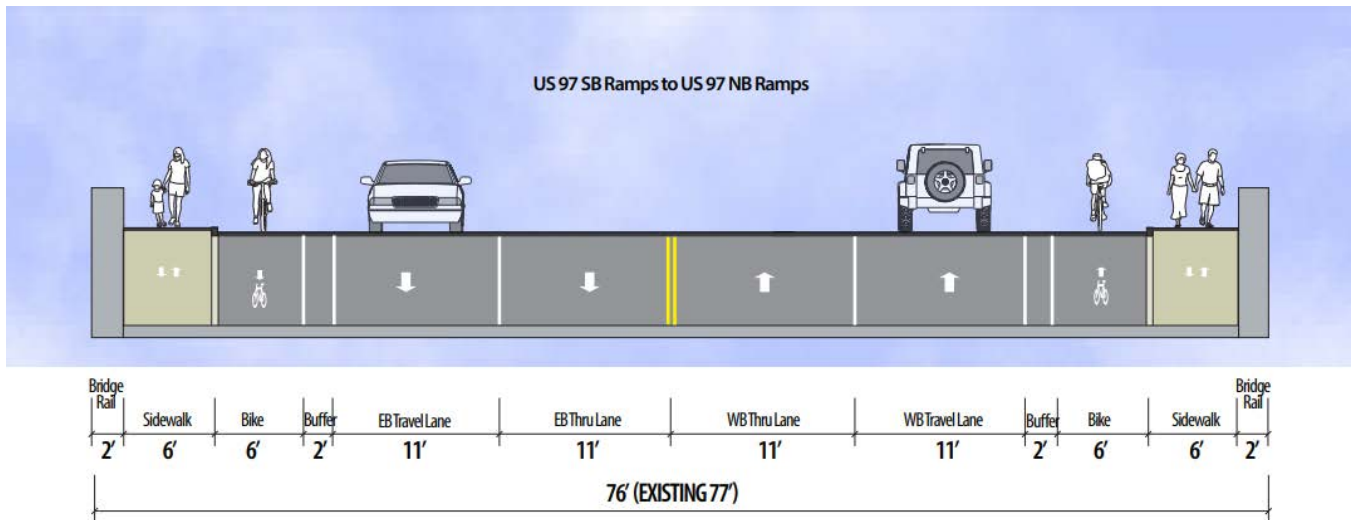 US 97 SB Ramps to US 97 NB Ramps
Bridge
Rail
Sidewalk
Bike
Buffer
EB Travel Lane
EB Thru Lane
WB Thru Lane
WB Travel Lane
Buffer
Bike
Sidewalk
Bridge
Rail
2’
6’
6’
2’
11’
11’
11’
11’
2’
6’
6’
2’
76’ (EXISTING 77’)